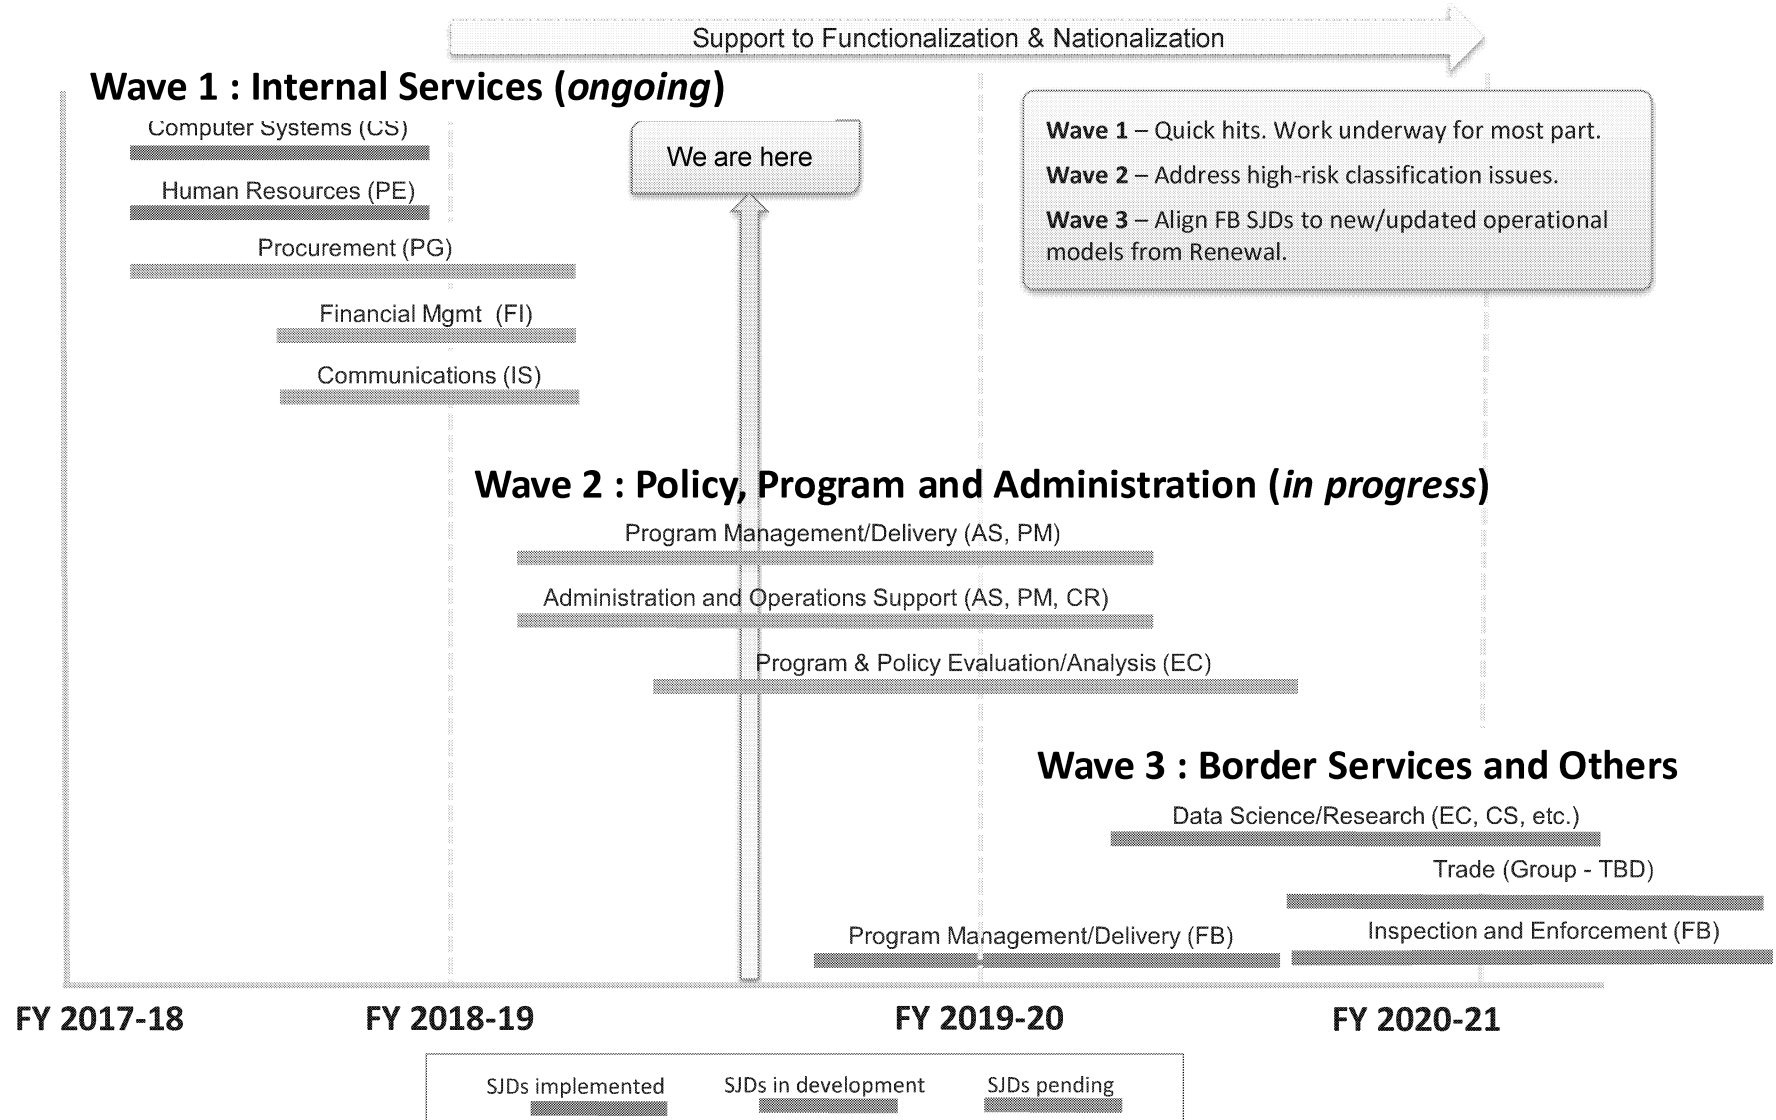 Support to Functionalization & Nationalization
Wave 1 : Internal Services (ongoing)
Computer Systems (CS)
Human Resources (PE)
Procurement (PG)
Financial Mgmt (FI)
Communications (IS)
We are here
Wave 1 – Quick hits. Work underway for most part.
Wave 2 – Address high-risk classification issues.
Wave 3 – Align FB SJDs to new/updated operational
models from Renewal.
Wave 2 : Policy, Program and Administration (in progress)
Program Management/Delivery (AS, PM)
Administration and Operations Support (AS, PM, CR)
Program & Policy Evaluation/Analysis (EC)
Wave 3 : Border Services and Others
Data Science/Research (EC, CS, etc.)
Trade (Group - TBD)
Inspection and Enforcement (FB)
Program Management/Delivery (FB)
FY 2017-18
FY 2018-19
FY 2019-20
FY 2020-21
SJDs implemented
SJDs in development
SJDs pending